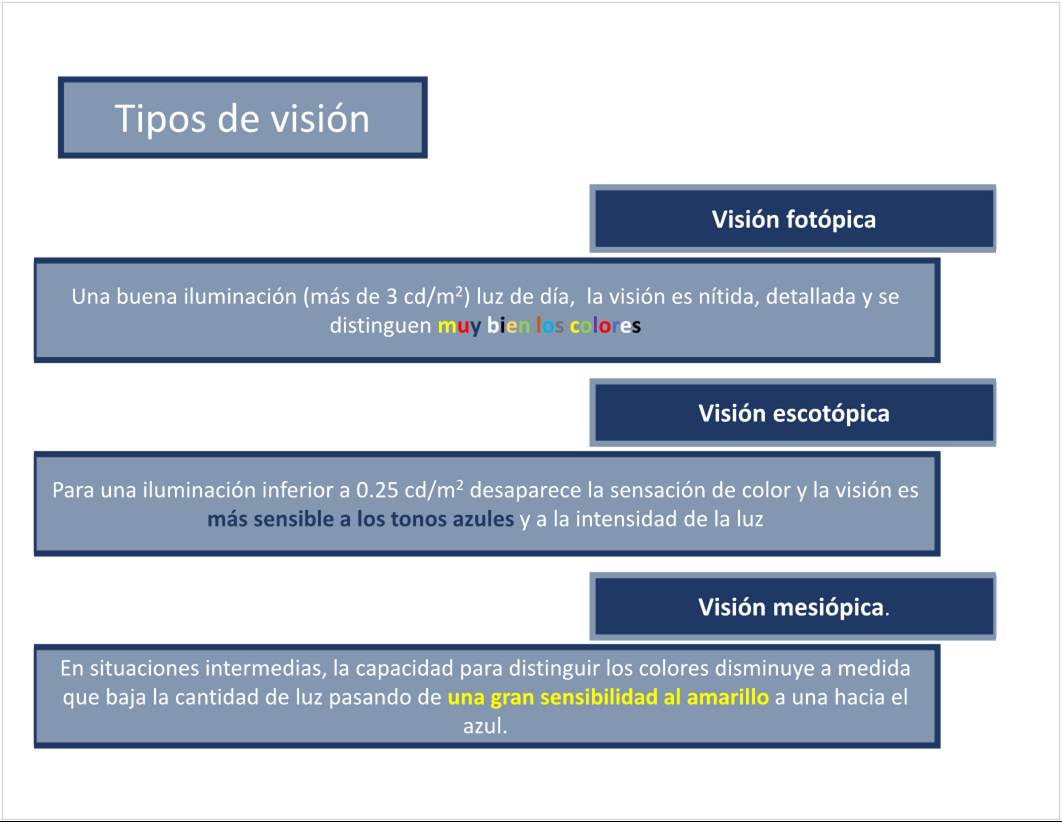 Tipos de visión
Visión fotópica
Una buena iluminación (más de 3 cd/m²) luz de día,  la visión es nítida, detallada y se
distinguen muy bien los colores
Visión escotópica
Para una iluminación inferior a 0.25 cd/m² desaparece la sensación de color y la visión es
más sensible a los tonos azules y a la intensidad de la luz
Visión mesiópica.
En situaciones intermedias, la capacidad para distinguir los colores disminuye a medida
que baja la cantidad de luz pasando de una gran sensibilidad al amarillo a una hacia el
azul.